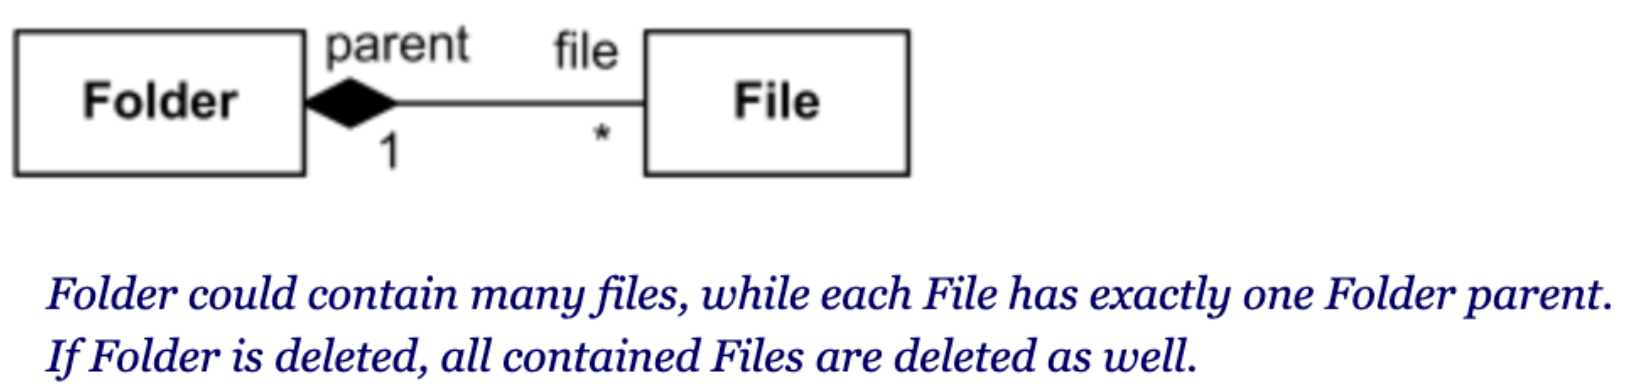 parent file
Folder File
1 *
Folder could contain many files, while each File has exactly one Folder parent.
If Folder is deleted, all contained Files are deleted as well.